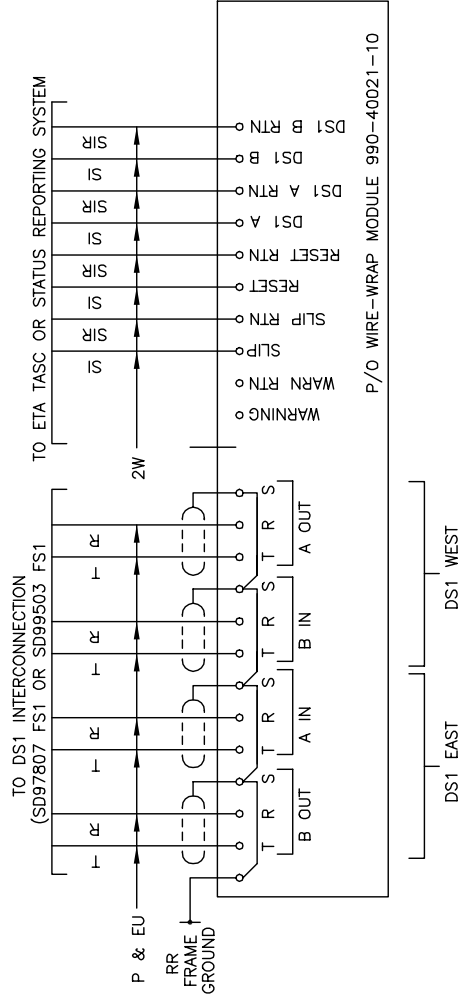 TO DS1 INTERCONNECTION
(SD97807 FS1 OR SD99503 FS1
TO ETA TASC OR STATUS REPORTING SYSTEM
T R T R T R T R
SI SIR SI SIR SI SIR SI SIR
P & EU
2W
RR
FRAME
GROUND
T R S
B OUT
T R S
A IN
T R S
B IN
T R S
A OUT
WARNING
WARN RTN
SLIP
SLIP RTN
RESET
RESET RTN
DS1 A
DS1 A RTN
DS1 B
DS1 B RTN
P/O WIRE-WRAP MODULE 990-40021-10
DS1 EAST
DS1 WEST